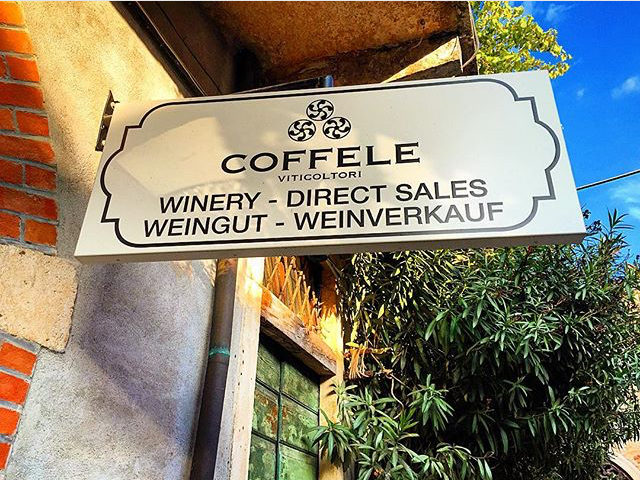 COFFELE
VITICOLTORI
WINERY - DIRECT SALES
WEINGUT - WEINVERKAUF